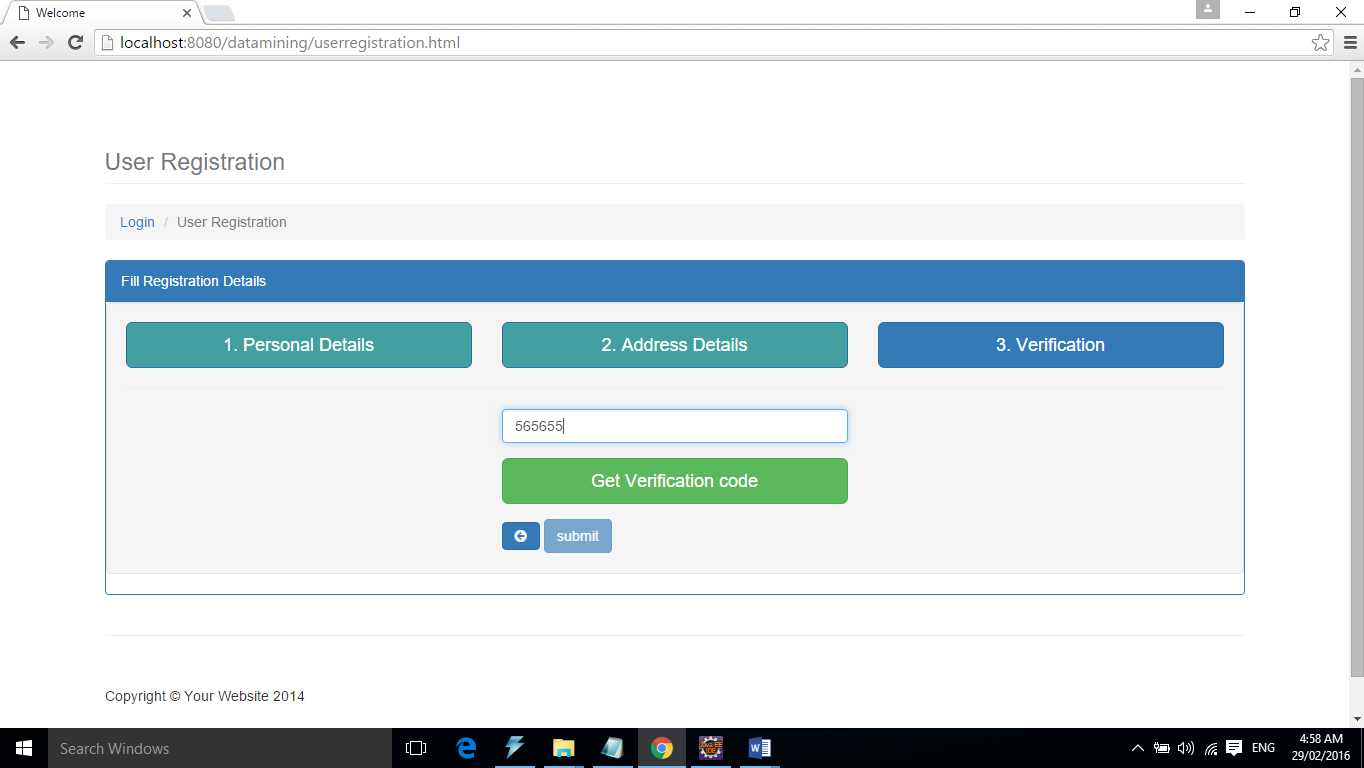 Welcome
localhost:8080/datamining/userregistration.html
User Registration
Login / User Registration
Fill Registration Details
1. Personal Details
2. Address Details
3. Verification
565655
Get Verification code
submit
Copyright © Your Website 2014
Search Windows
ENG
4:58 AM
29/02/2016